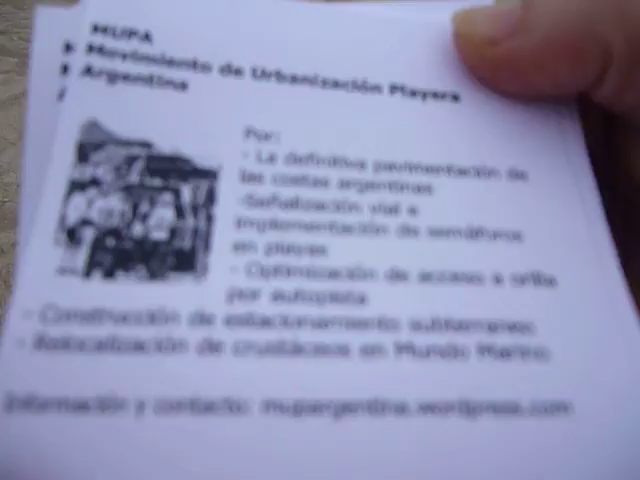 MUPA
Movimiento de Urbanización Playera
Argentina
Por:
- La definitiva pavimentación de
las costas argentinas
-Señalización vial e
implementación de semáforos
en playas
- Optimización de acceso a orilla
por autopista
- Construcción de estacionamiento subterraneo
- Relocalización de crustáceos en Mundo Marino
Información y contacto: mupargentina.wordpress.com